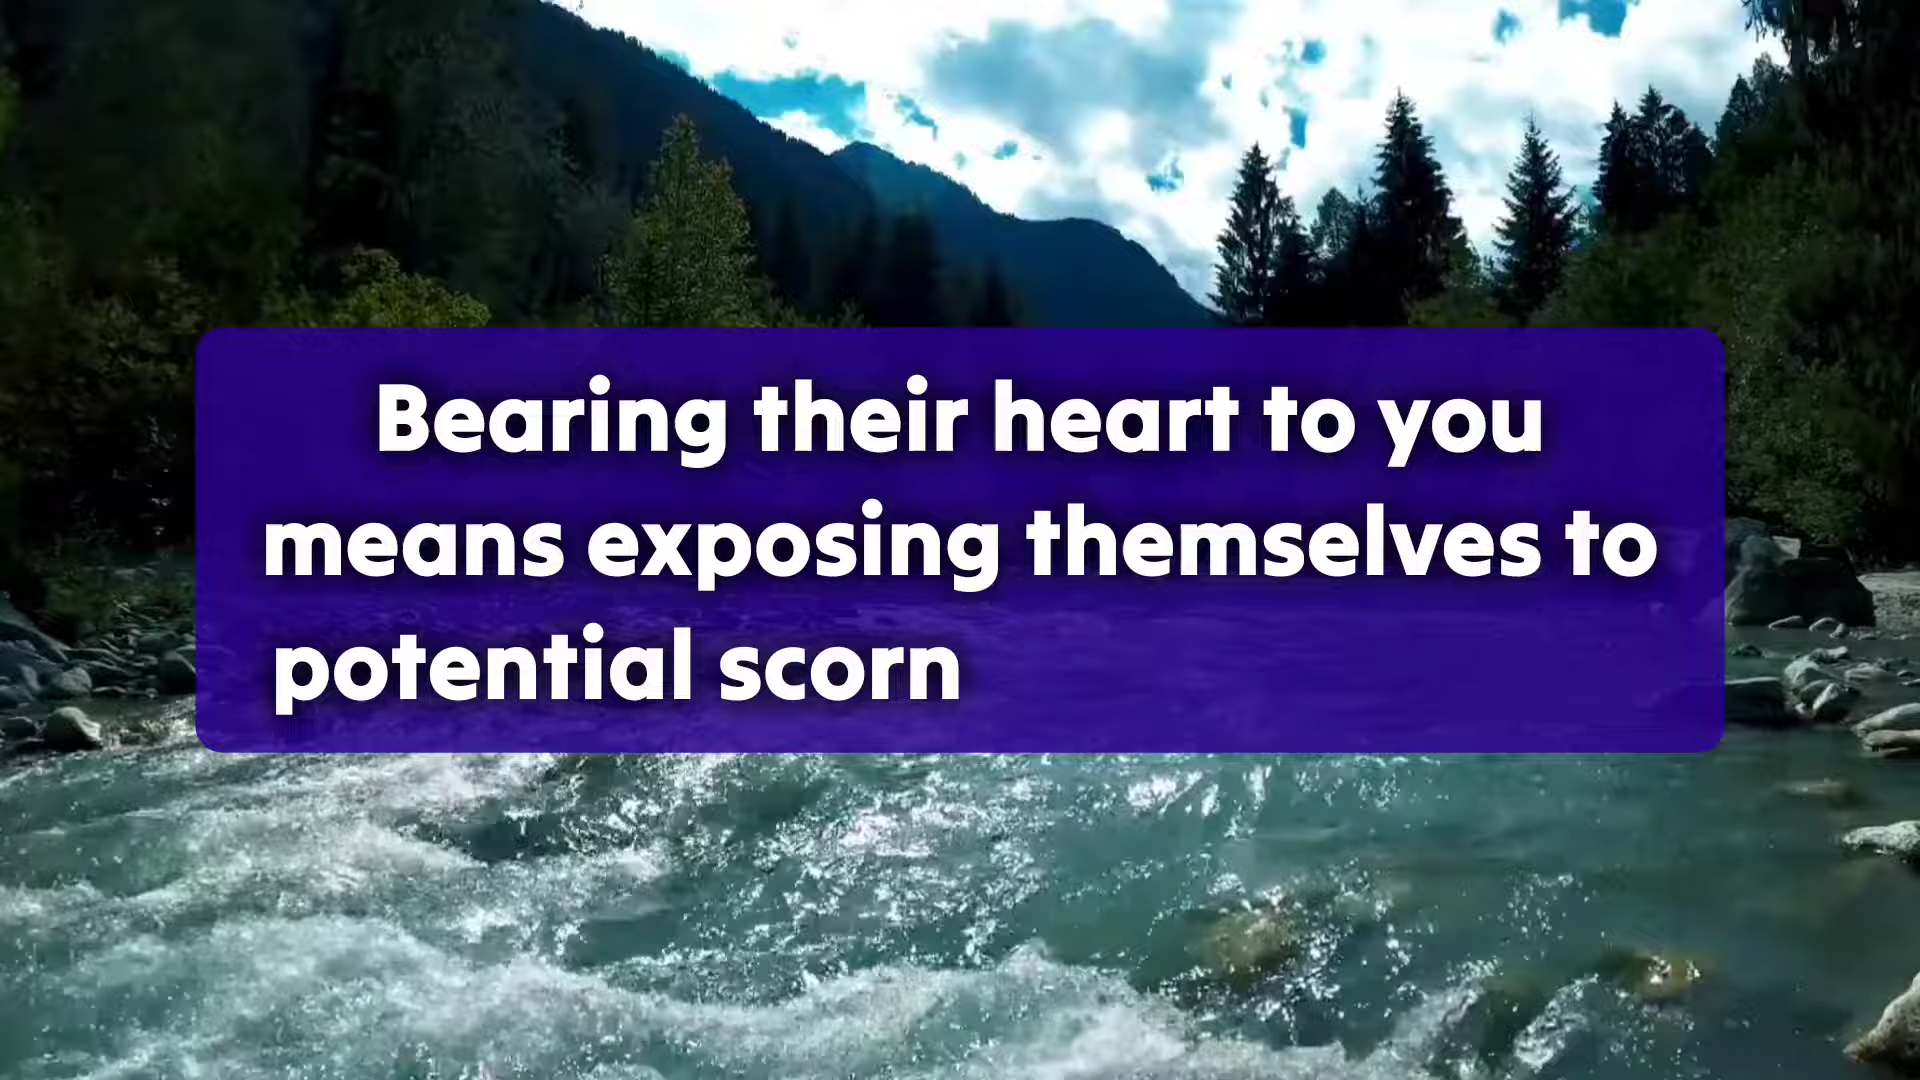 Bearing their heart to you
means exposing themselves to
potential scorn